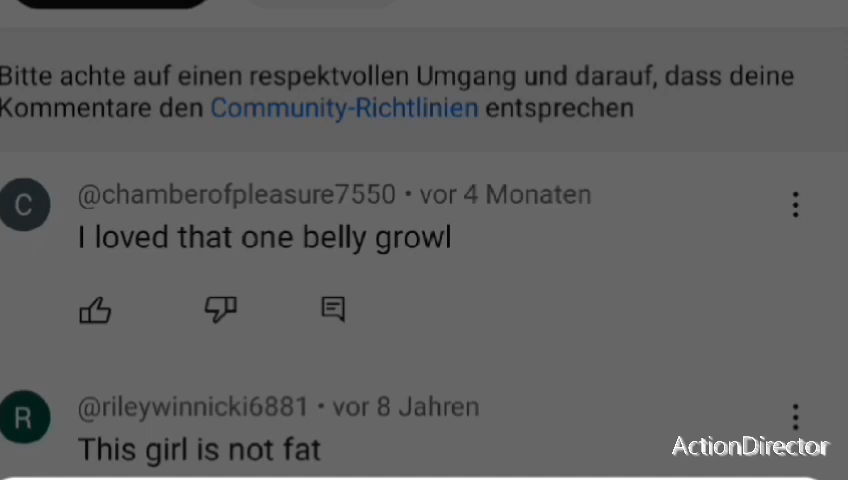 Bitte achte auf einen respektvollen Umgang und darauf, dass deine
Kommentare den Community-Richtlinien entsprechen
C
@chamberofpleasure7550 • vor 4 Monaten
I loved that one belly growl
R
@rileywinnicki6881 • vor 8 Jahren
This girl is not fat
ActionDirector